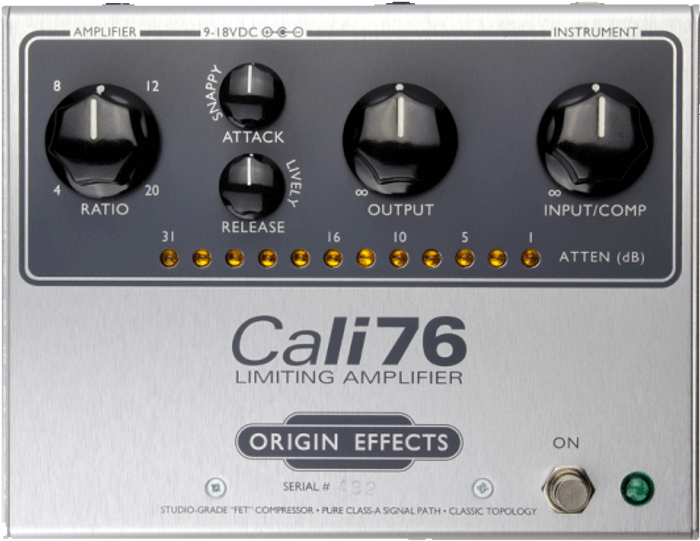 AMPLIFIER 9-18VDC INSTRUMENT
8 12
4 20
RATIO
SNAPPY
ATTACK
LIVELY
RELEASE
∞
OUTPUT
∞
INPUT/COMP
31 16 10 5 1
ATTEN (dB)
Cali76
LIMITING AMPLIFIER
ORIGIN EFFECTS
ON
SERIAL # 492
STUDIO-GRADE "FET" COMPRESSOR • PURE CLASS-A SIGNAL PATH • CLASSIC TOPOLOGY